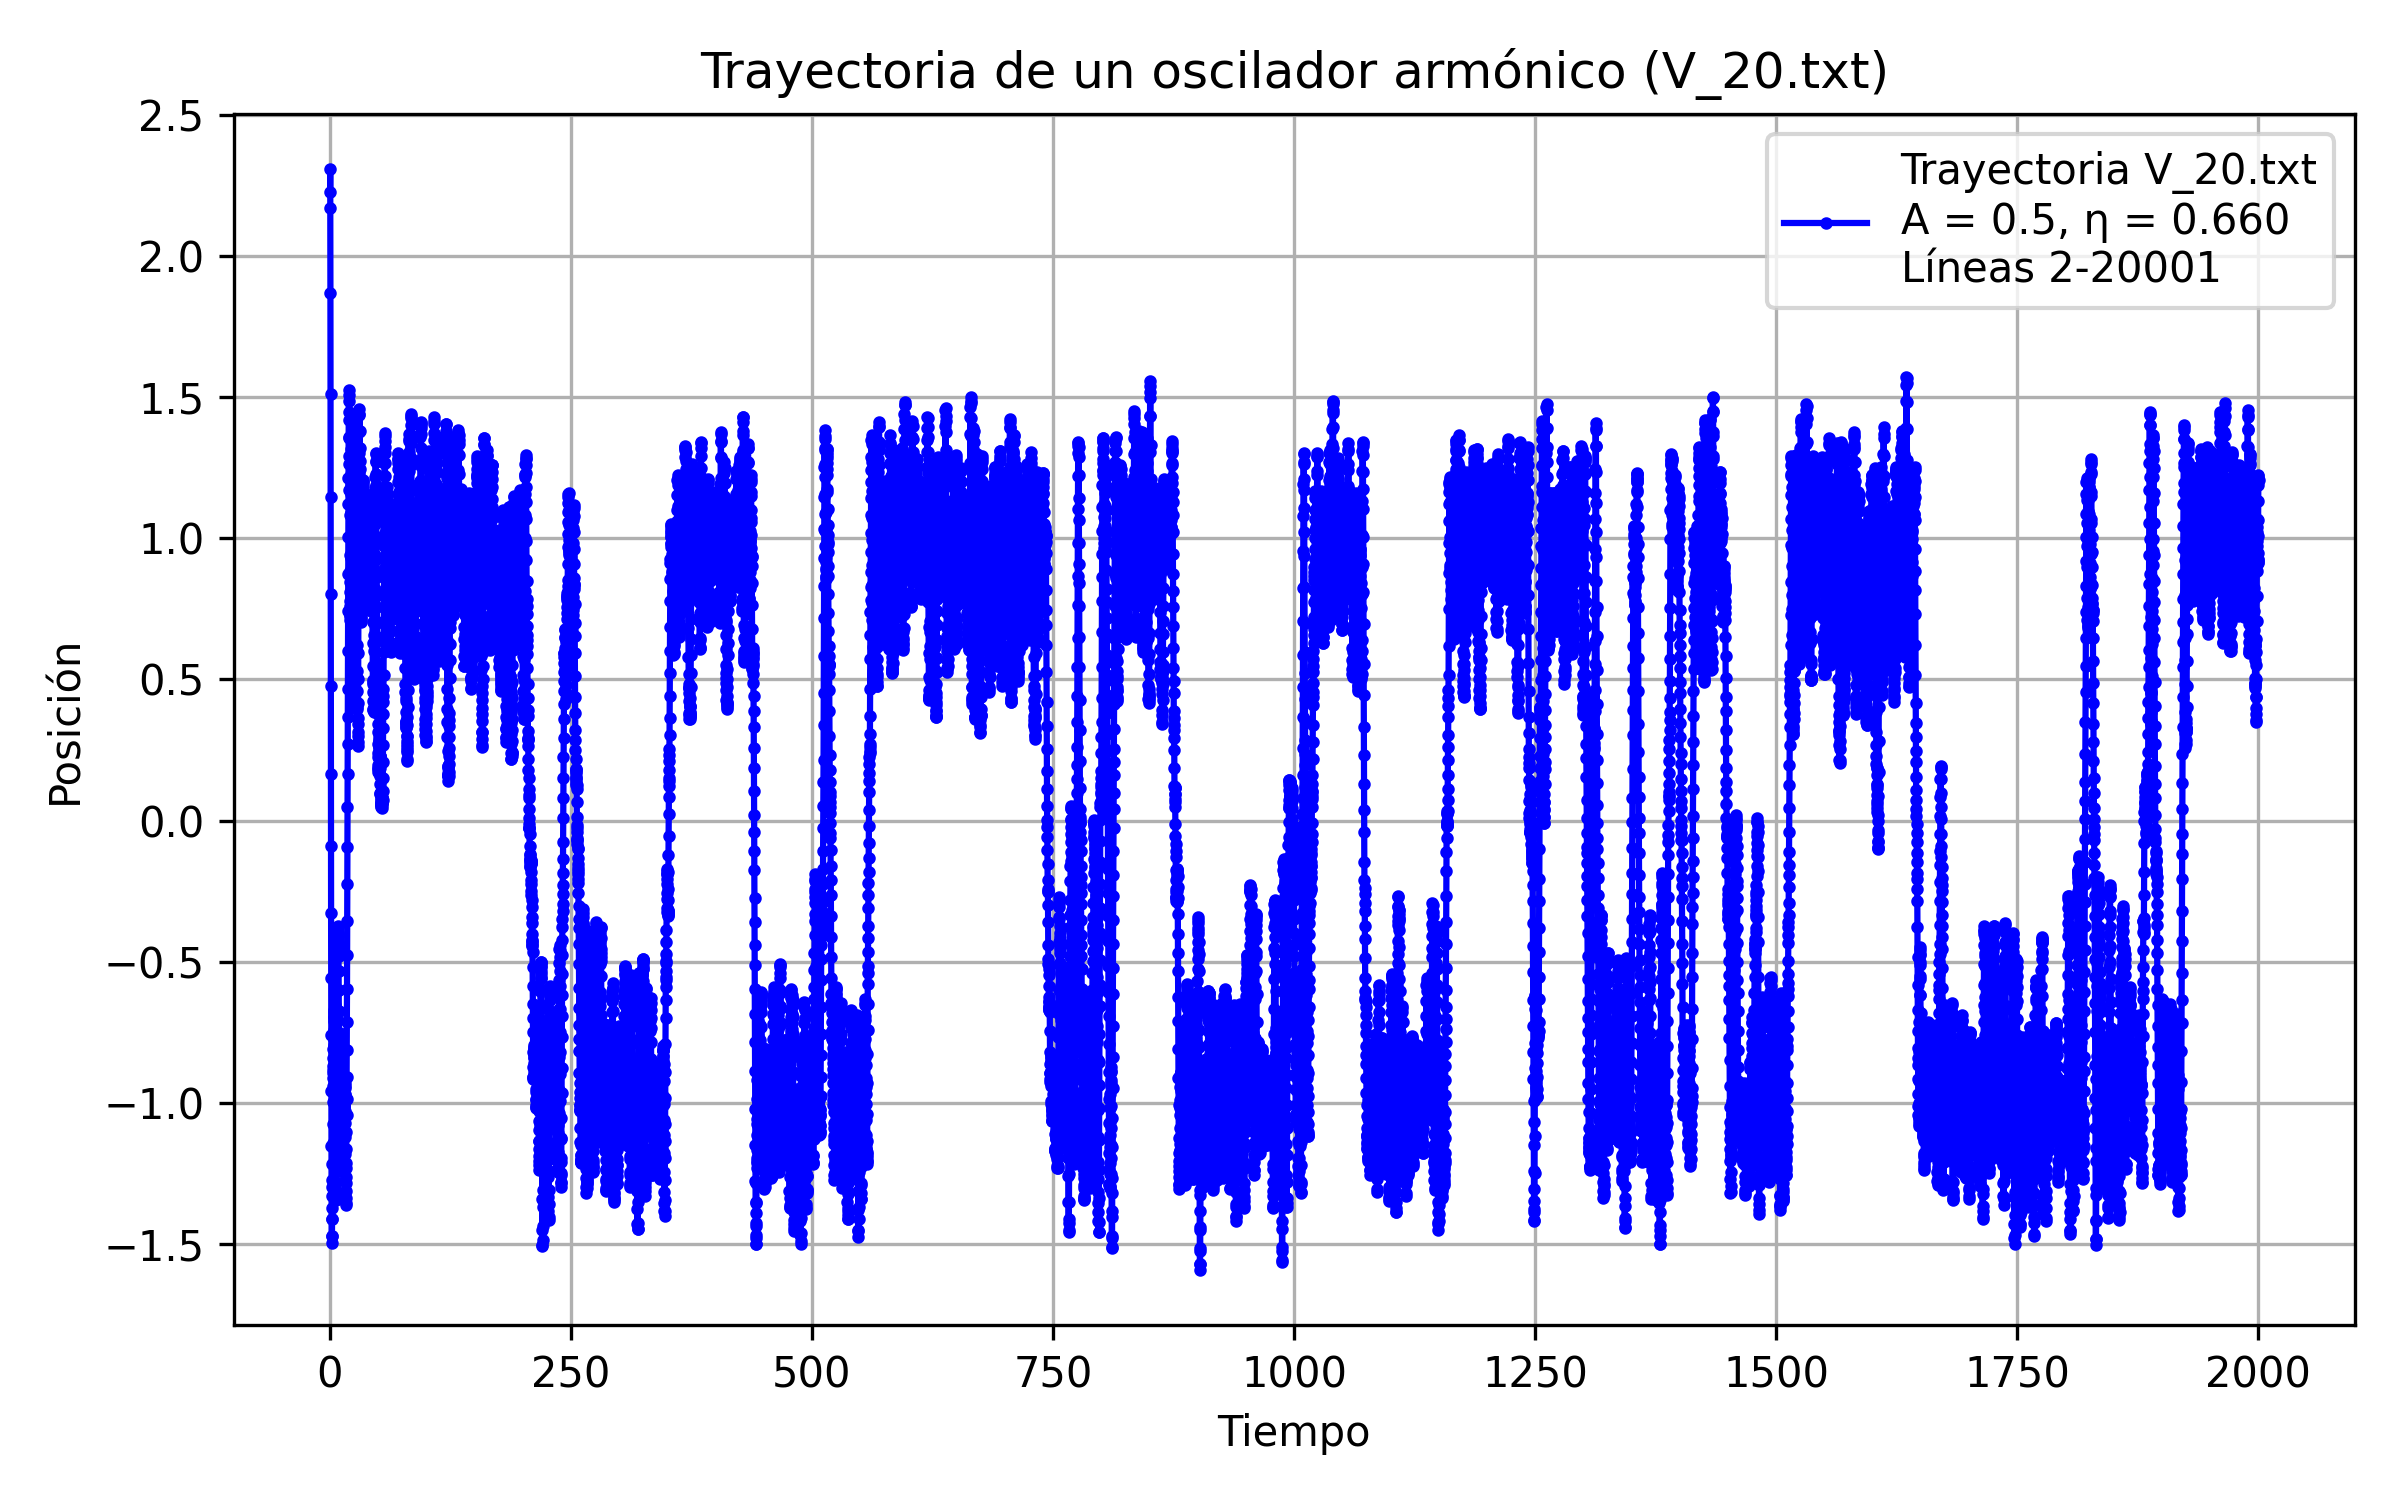 Trayectoria de un oscilador armónico (V_20.txt)
2.5
2.0
1.5
1.0
0.5
0.0
−0.5
−1.0
−1.5
Posición
Trayectoria V_20.txt
A = 0.5, η = 0.660
Líneas 2-20001
0 250 500 750 1000 1250 1500 1750 2000
Tiempo